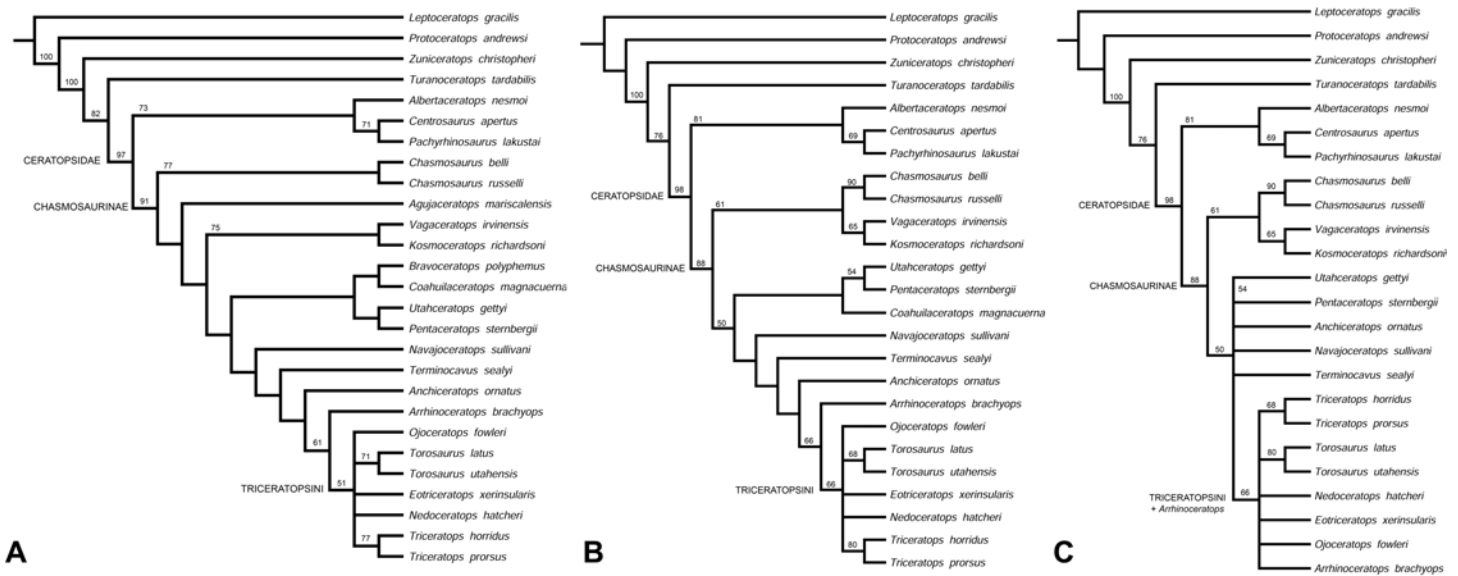 Leptoceratops gracilis
Protoceratops andrewsi
100
Zuniceratops christopheri
100
Turanoceratops tardabilis
82
73
Albertaceratops nesmoi
Centrosaurus apertus
71
Pachyrhinosaurus lakustai
CERATOPSIDAE
97
77
Chasmosaurus belli
Chasmosaurus russelli
CHASMOSAURINAE
91
Agujaceratops mariscalensis
75
Vagaceratops irvinensis
Kosmoceratops richardsoni
Bravoceratops polyphemus
Coahuilaceratops magnacuerna
Utahceratops gettyi
Pentaceratops sternbergii
Navajoceratops sullivani
Terminocavus sealyi
Anchiceratops ornatus
Arrhinoceratops brachyops
61
Ojoceratops fowleri
Torosaurus latus
71
Torosaurus utahensis
TRICERATOPSINI
51
Eotriceratops xerinsularis
Nedoceratops hatcheri
Triceratops horridus
77
Triceratops prorsus
A
Leptoceratops gracilis
Protoceratops andrewsi
Zuniceratops christopheri
100
Turanoceratops tardabilis
76
81
Albertaceratops nesmoi
Centrosaurus apertus
69
Pachyrhinosaurus lakustai
CERATOPSIDAE
98
90
Chasmosaurus belli
Chasmosaurus russelli
61
Vagaceratops irvinensis
65
Kosmoceratops richardsoni
CHASMOSAURINAE
88
54
Utahceratops gettyi
Pentaceratops sternbergii
Coahuilaceratops magnacuerna
50
Navajoceratops sullivani
Terminocavus sealyi
Anchiceratops ornatus
Arrhinoceratops brachyops
66
Ojoceratops fowleri
Torosaurus latus
68
Torosaurus utahensis
TRICERATOPSINI
66
Eotriceratops xerinsularis
Nedoceratops hatcheri
Triceratops horridus
80
Triceratops prorsus
B
Leptoceratops gracilis
Protoceratops andrewsi
Zuniceratops christopheri
100
Turanoceratops tardabilis
76
81
Albertaceratops nesmoi
Centrosaurus apertus
69
Pachyrhinosaurus lakustai
CERATOPSIDAE
98
90
Chasmosaurus belli
Chasmosaurus russelli
61
Vagaceratops irvinensis
65
Kosmoceratops richardsoni
CHASMOSAURINAE
88
Utahceratops gettyi
54
Pentaceratops sternbergii
Anchiceratops ornatus
50
Navajoceratops sullivani
Terminocavus sealyi
Triceratops horridus
68
Triceratops prorsus
Torosaurus latus
80
Torosaurus utahensis
TRICERATOPSINI
+ Arrhinoceratops
66
Nedoceratops hatcheri
Eotriceratops xerinsularis
Ojoceratops fowleri
Arrhinoceratops brachyops
C